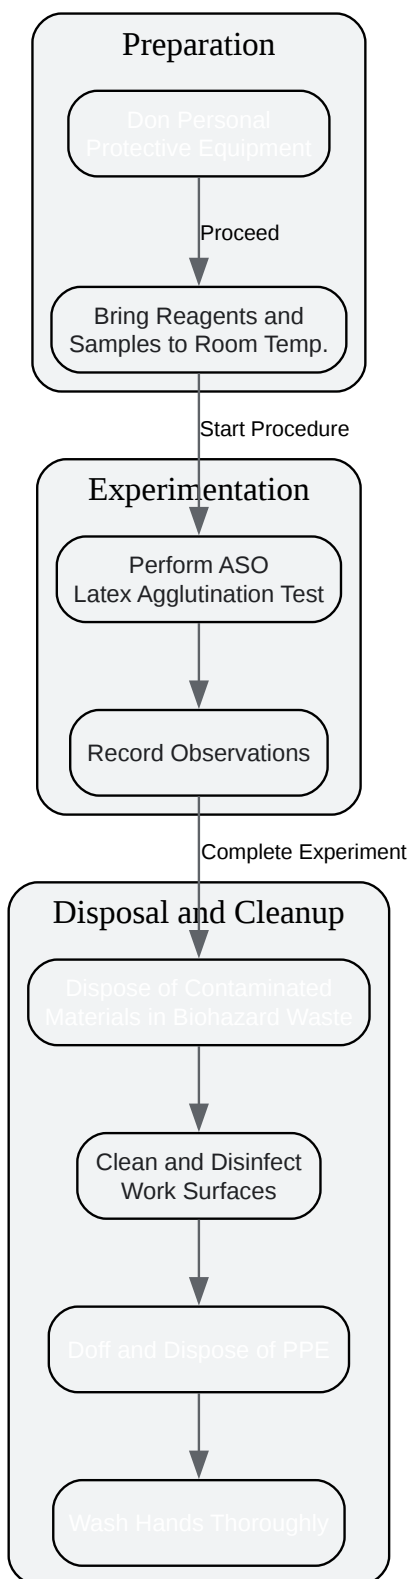 Preparation
Don Personal
Protective Equipment
Proceed
Bring Reagents and
Samples to Room Temp.
Start Procedure
Experimentation
Perform ASO
Latex Agglutination Test
Record Observations
Complete Experiment
Disposal and Cleanup
Dispose of Contaminated
Materials in Biohazard Waste
Clean and Disinfect
Work Surfaces
Doff and Dispose of PPE
Wash Hands Thoroughly